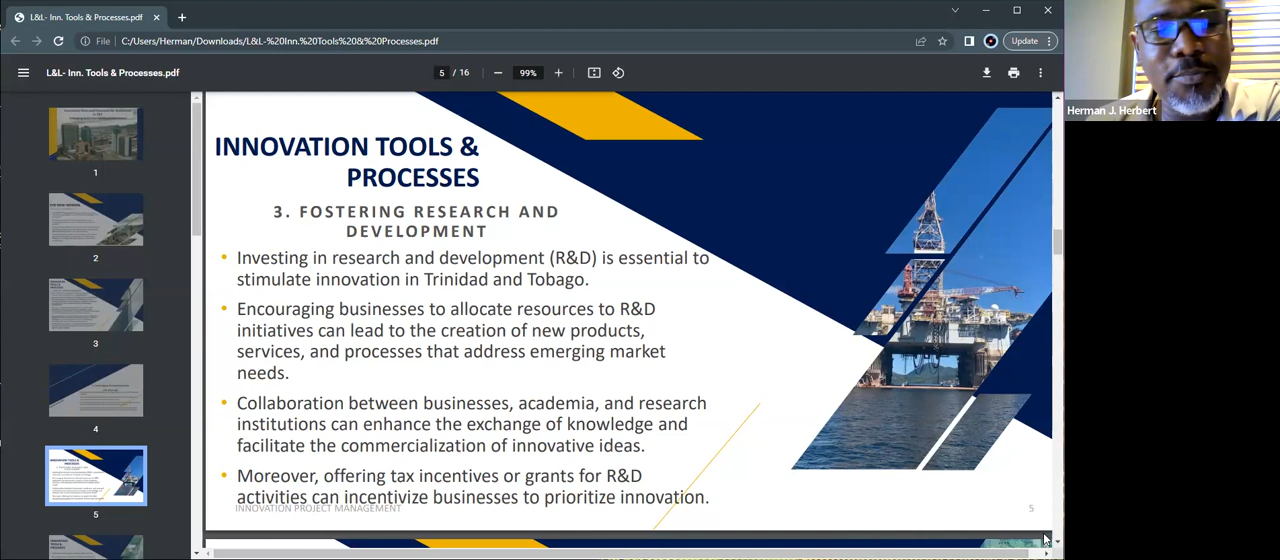 L&L- Inn. Tools & Processes.pdf
File
C:/Users/Herman/Downloads/L&L-%20Inn.%20Tools%20&%20Processes.pdf
Update
L&L- Inn. Tools & Processes.pdf
5 / 16
99%
Herman J. Herbert
1
2
3
4
5
INNOVATION TOOLS &
PROCESSES
3. FOSTERING RESEARCH AND
DEVELOPMENT
• Investing in research and development (R&D) is essential to
stimulate innovation in Trinidad and Tobago.
• Encouraging businesses to allocate resources to R&D
initiatives can lead to the creation of new products,
services, and processes that address emerging market
needs.
• Collaboration between businesses, academia, and research
institutions can enhance the exchange of knowledge and
facilitate the commercialization of innovative ideas.
• Moreover, offering tax incentives or grants for R&D
activities can incentivize businesses to prioritize innovation.
INNOVATION PROJECT MANAGEMENT
5